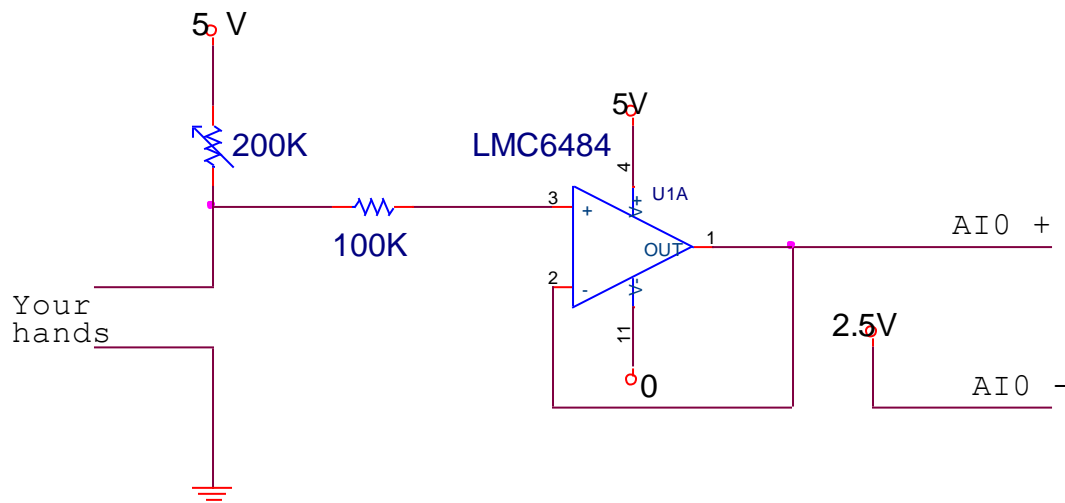 5 V
200K
LMC6484
5V
4
U1A
V+
3
+
100K
OUT
1
AI0 +
2
-
V-
Your
hands
11
2.5V
0
AI0 -